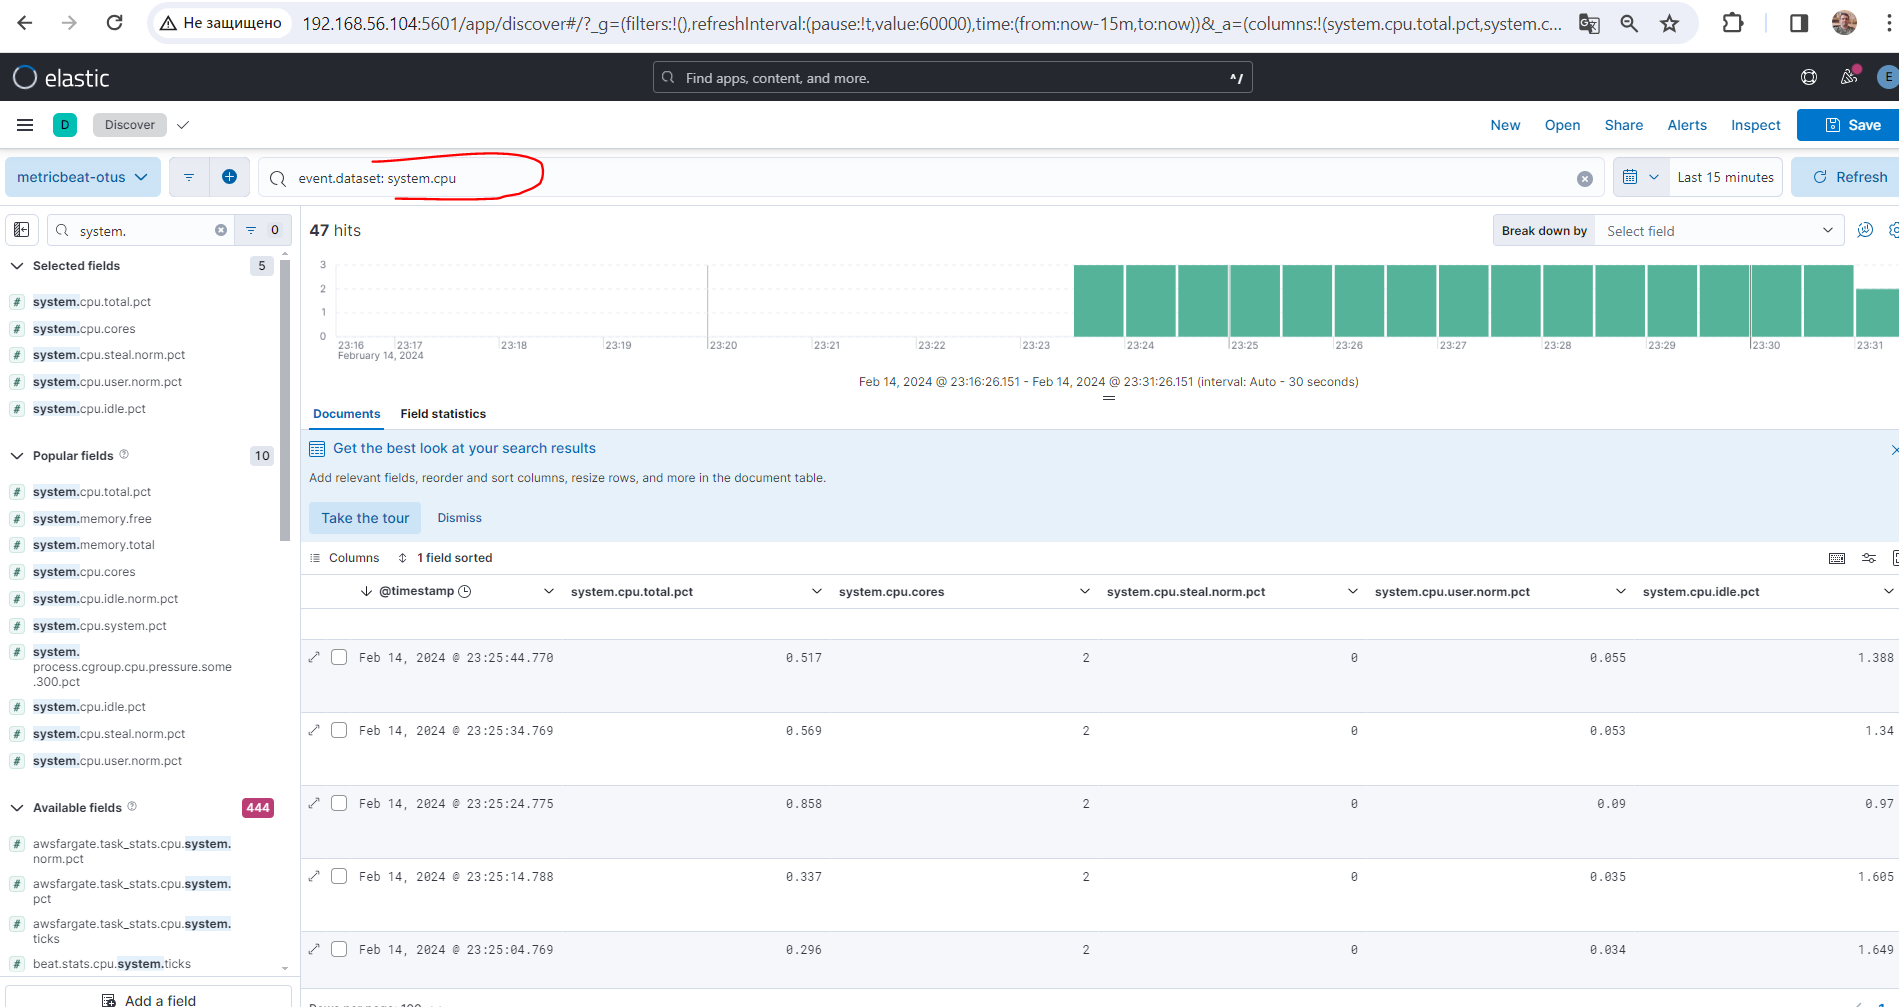 Не защищено
192.168.56.104:5601/app/discover#/?_g=(filters:!(),refreshInterval:(pause:!t,value:60000),time:(from:now-15m,to:now))&_a=(columns:!(system.cpu.total.pct,system.c...
elastic
Find apps, content, and more.
^/
E
D
Discover
New
Open
Share
Alerts
Inspect
Save
metricbeat-otus
event.dataset: system.cpu
Last 15 minutes
Refresh
system.
0
47 hits
Break down by
Select field
Selected fields
5
# system.cpu.total.pct
# system.cpu.cores
# system.cpu.steal.norm.pct
# system.cpu.user.norm.pct
# system.cpu.idle.pct
Popular fields
10
# system.cpu.total.pct
# system.memory.free
# system.memory.total
# system.cpu.cores
# system.cpu.idle.norm.pct
# system.cpu.system.pct
# system.
process.cgroup.cpu.pressure.some
.300.pct
# system.cpu.idle.pct
# system.cpu.steal.norm.pct
# system.cpu.user.norm.pct
Available fields
444
# awsfargate.task_stats.cpu.system.
norm.pct
# awsfargate.task_stats.cpu.system.
pct
# awsfargate.task_stats.cpu.system.
ticks
# beat.stats.cpu.system.ticks
Add a field
3
2
1
0
23:16 23:17 23:18 23:19 23:20 23:21 23:22 23:23 23:24 23:25 23:26 23:27 23:28 23:29 23:30 23:31
February 14, 2024
Feb 14, 2024 @ 23:16:26.151 - Feb 14, 2024 @ 23:31:26.151 (interval: Auto - 30 seconds)
Documents
Field statistics
Get the best look at your search results
Add relevant fields, reorder and sort columns, resize rows, and more in the document table.
Take the tour
Dismiss
Columns
1 field sorted
@timestamp system.cpu.total.pct system.cpu.cores system.cpu.steal.norm.pct system.cpu.user.norm.pct system.cpu.idle.pct
Feb 14, 2024 @ 23:25:44.770 0.517 2 0 0.055 1.388
Feb 14, 2024 @ 23:25:34.769 0.569 2 0 0.053 1.34
Feb 14, 2024 @ 23:25:24.775 0.858 2 0 0.09 0.97
Feb 14, 2024 @ 23:25:14.788 0.337 2 0 0.035 1.605
Feb 14, 2024 @ 23:25:04.769 0.296 2 0 0.034 1.649